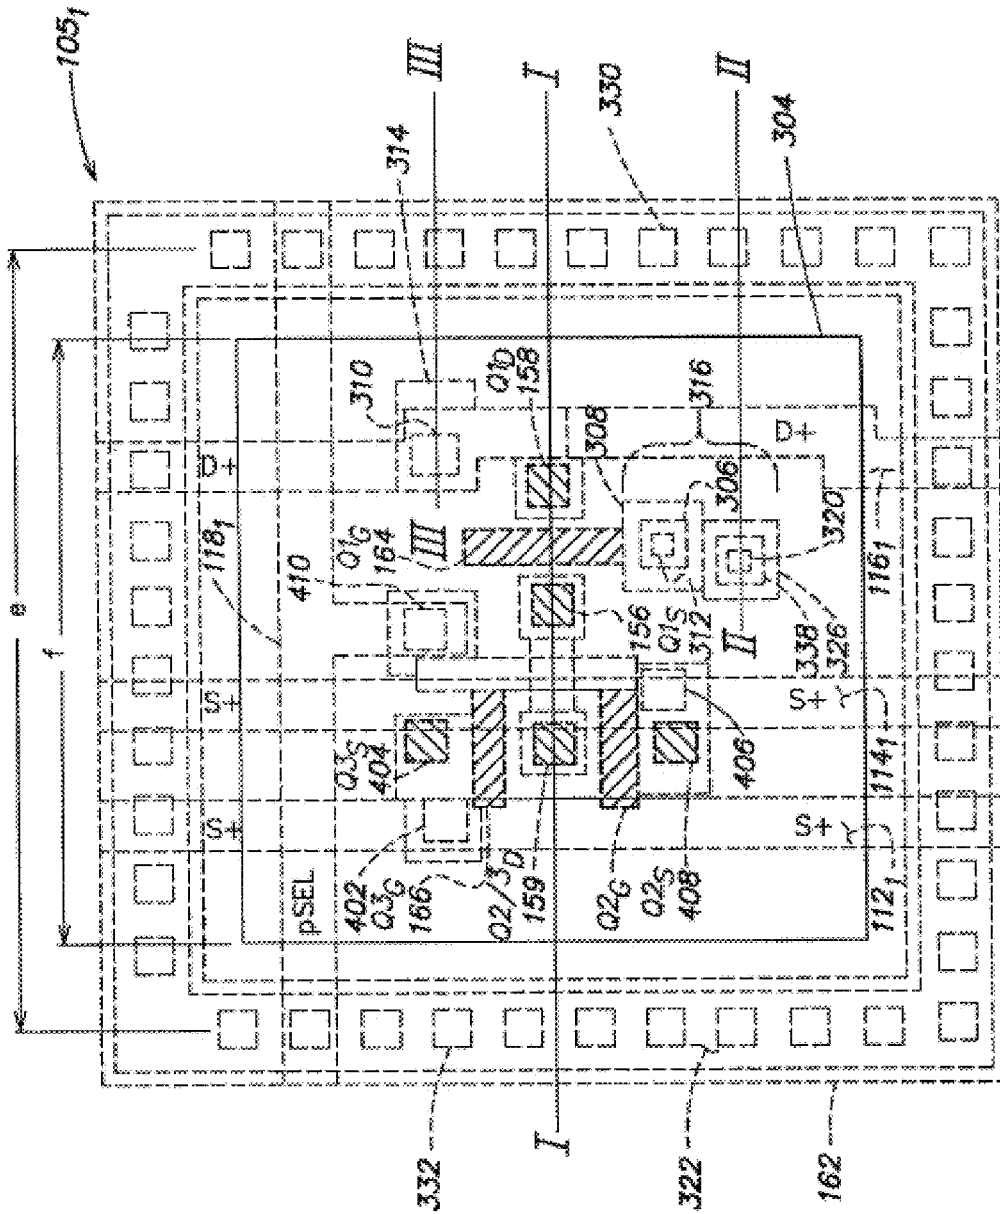 105₁
III
I
II
314
330
304
e
f
118₁
D+
310
Q1D
158
308
316
D+
306
Q1G
164
III
410
320
116₁
156
Q1S
312
II
338
326
S+
S+
114₁
Q3S
404
406
S+
S+
pSEL
402
Q3G
166
Q2/3D
159
Q2G
Q2S
408
112₁
332
I
322
162